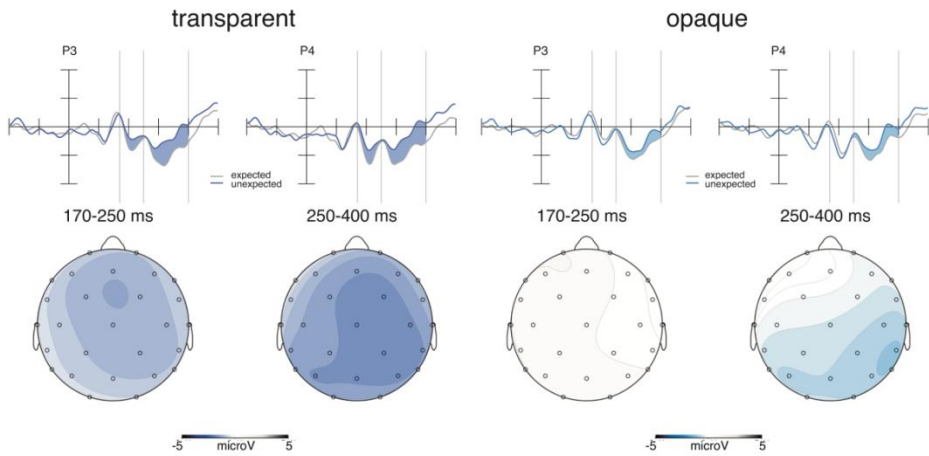 transparent
opaque
P3
P4
P3
P4
expected
unexpected
expected
unexpected
170-250 ms
250-400 ms
170-250 ms
250-400 ms
-5
microV
5
-5
microV
5